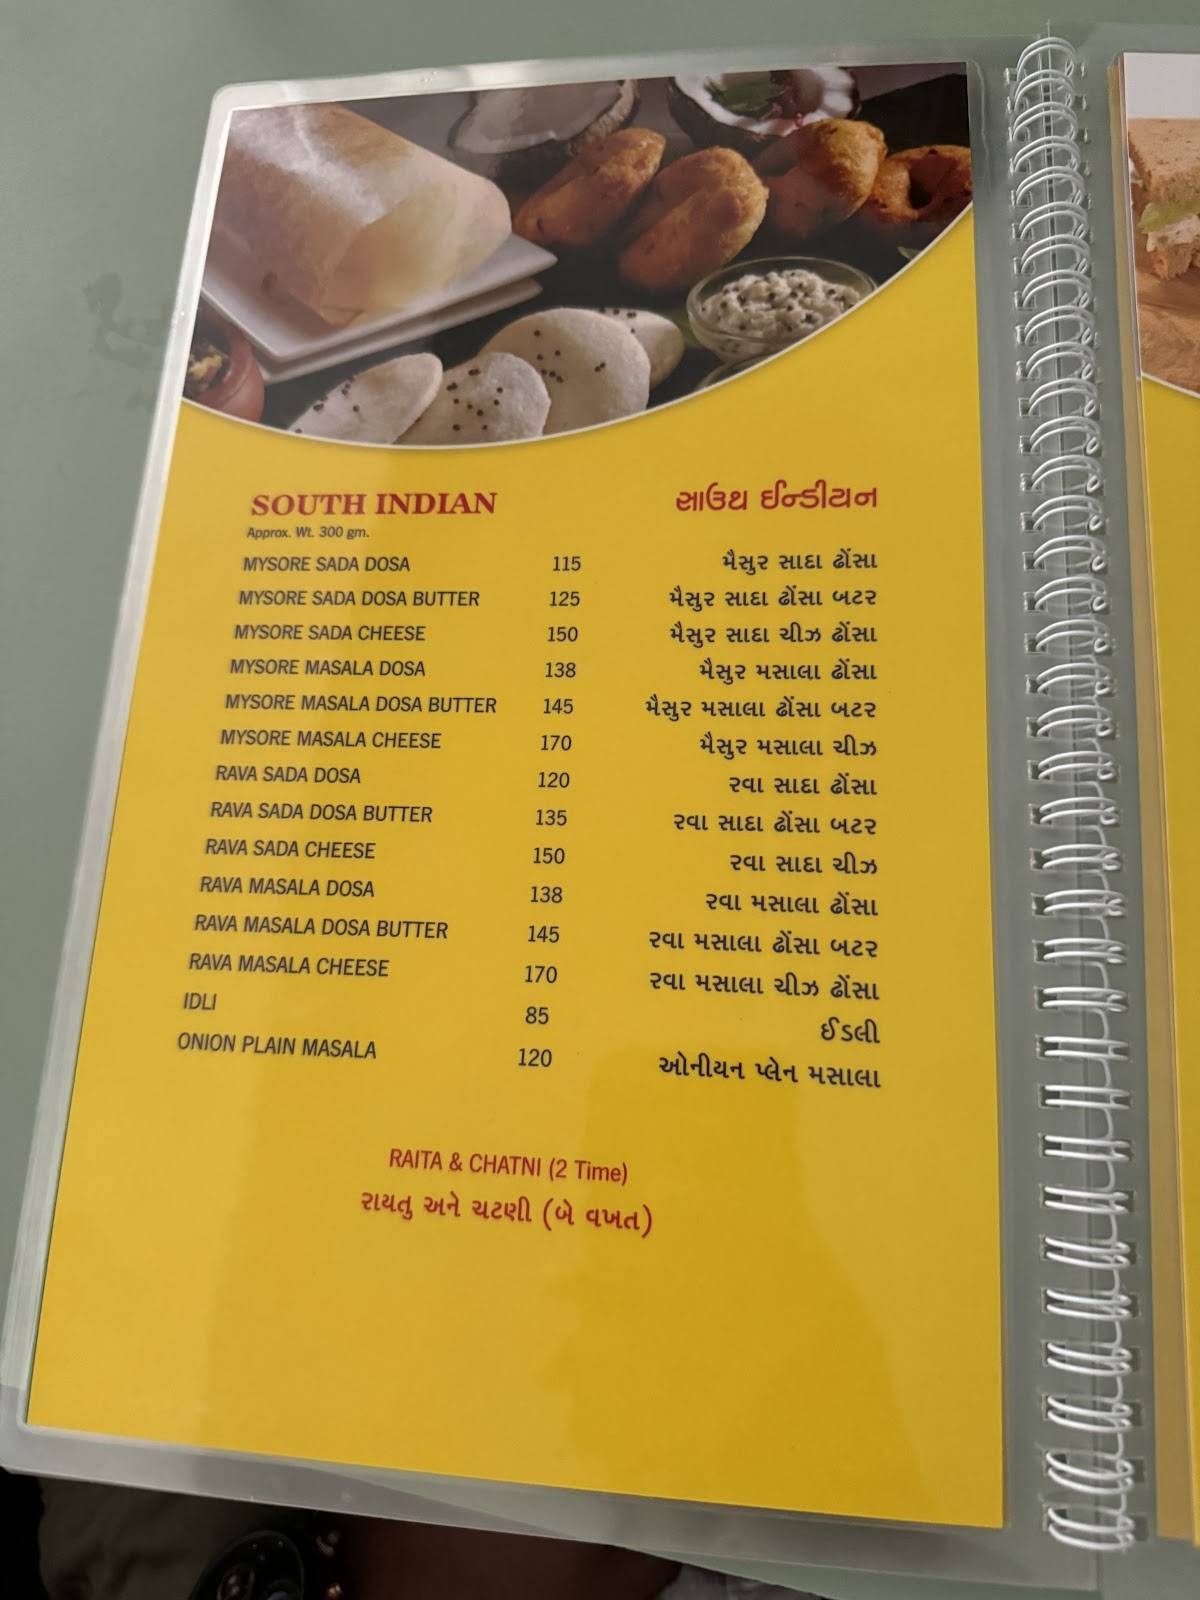 SOUTH INDIAN સાઉથ ઈન્ડીયન
Approx. Wt. 300 gm.
MYSORE SADA DOSA 115 મૈસુર સાદા ઢોંસા
MYSORE SADA DOSA BUTTER 125 મૈસુર સાદા ઢોંસા બટર
MYSORE SADA CHEESE 150 મૈસુર સાદા ચીઝ ઢોંસા
MYSORE MASALA DOSA 138 મૈસુર મસાલા ઢોંસા
MYSORE MASALA DOSA BUTTER 145 મૈસુર મસાલા ઢોંસા બટર
MYSORE MASALA CHEESE 170 મૈસુર મસાલા ચીઝ
RAVA SADA DOSA 120 રવા સાદા ઢોંસા
RAVA SADA DOSA BUTTER 135 રવા સાદા ઢોંસા બટર
RAVA SADA CHEESE 150 રવા સાદા ચીઝ
RAVA MASALA DOSA 138 રવા મસાલા ઢોંસા
RAVA MASALA DOSA BUTTER 145 રવા મસાલા ઢોંસા બટર
RAVA MASALA CHEESE 170 રવા મસાલા ચીઝ ઢોંસા
IDLI 85 ઈડલી
ONION PLAIN MASALA 120 ઓનીયન પ્લેન મસાલા
RAITA & CHATNI (2 Time)
રાયતુ અને ચટણી (બે વખત)